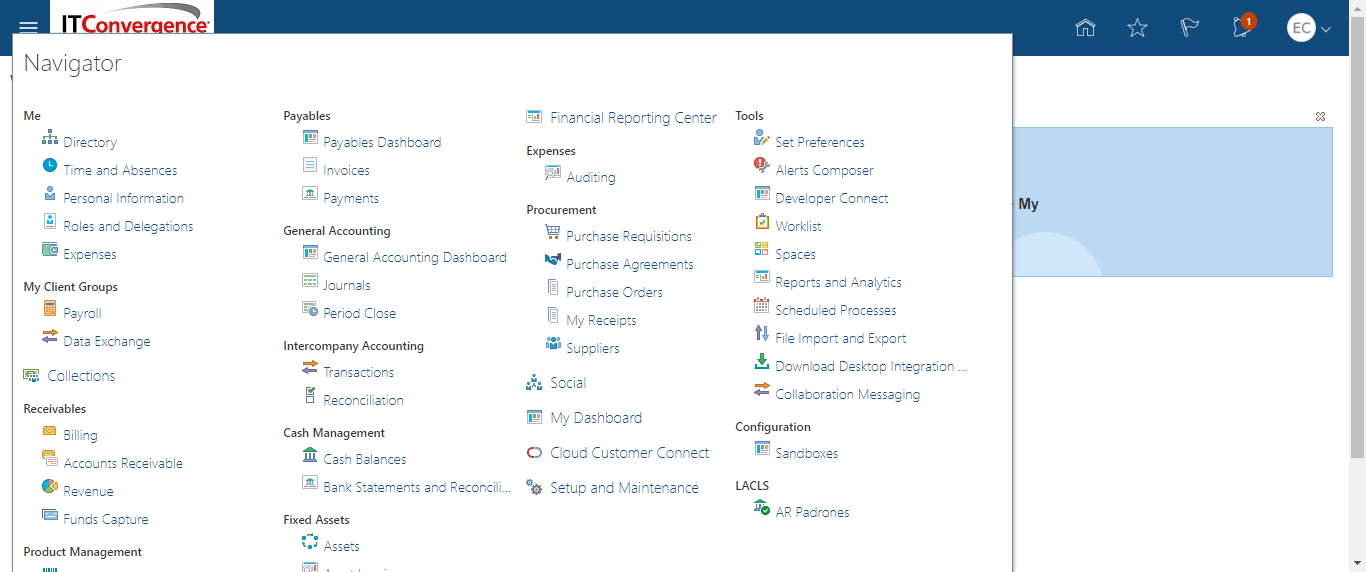 ITConvergence
1
EC
Navigator
Me
Directory
Time and Absences
Personal Information
Roles and Delegations
Expenses
My Client Groups
Payroll
Data Exchange
Collections
Receivables
Billing
Accounts Receivable
Revenue
Funds Capture
Product Management
Payables
Payables Dashboard
Invoices
Payments
General Accounting
General Accounting Dashboard
Journals
Period Close
Intercompany Accounting
Transactions
Reconciliation
Cash Management
Cash Balances
Bank Statements and Reconcili...
Fixed Assets
Assets
Financial Reporting Center
Expenses
Auditing
Procurement
Purchase Requisitions
Purchase Agreements
Purchase Orders
My Receipts
Suppliers
Social
My Dashboard
Cloud Customer Connect
Setup and Maintenance
Tools
Set Preferences
Alerts Composer
Developer Connect
Worklist
Spaces
Reports and Analytics
Scheduled Processes
File Import and Export
Download Desktop Integration ...
Collaboration Messaging
Configuration
Sandboxes
LACLS
AR Padrones
My